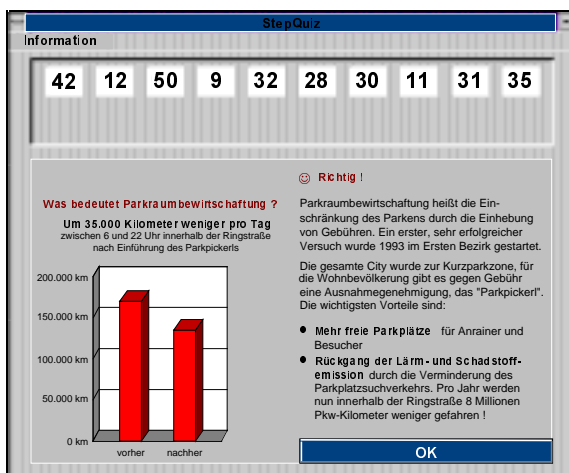 StepQuiz
Information
42 12 50 9 32 28 30 11 31 35
Was bedeutet Parkraumbewirtschaftung ?
Um 35.000 Kilometer weniger pro Tag
zwischen 6 und 22 Uhr innerhalb der Ringstraße
nach Einführung des Parkpickerls
200.000 km
150.000 km
100.000 km
50.000 km
0 km
vorher nachher
Richtig !
Parkraumbewirtschaftung heißt die Ein-
schränkung des Parkens durch die Einhebung
von Gebühren. Ein erster, sehr erfolgreicher
Versuch wurde 1993 im Ersten Bezirk gestartet.
Die gesamte City wurde zur Kurzparkzone, für
die Wohnbevölkerung gibt es gegen Gebühr
eine Ausnahmegenehmigung, das "Parkpickerl".
Die wichtigsten Vorteile sind:
● Mehr freie Parkplätze für Anrainer und
Besucher
● Rückgang der Lärm- und Schadstoff-
emission durch die Verminderung des
Parkplatzsuchverkehrs. Pro Jahr werden
nun innerhalb der Ringstraße 8 Millionen
Pkw-Kilometer weniger gefahren !
OK